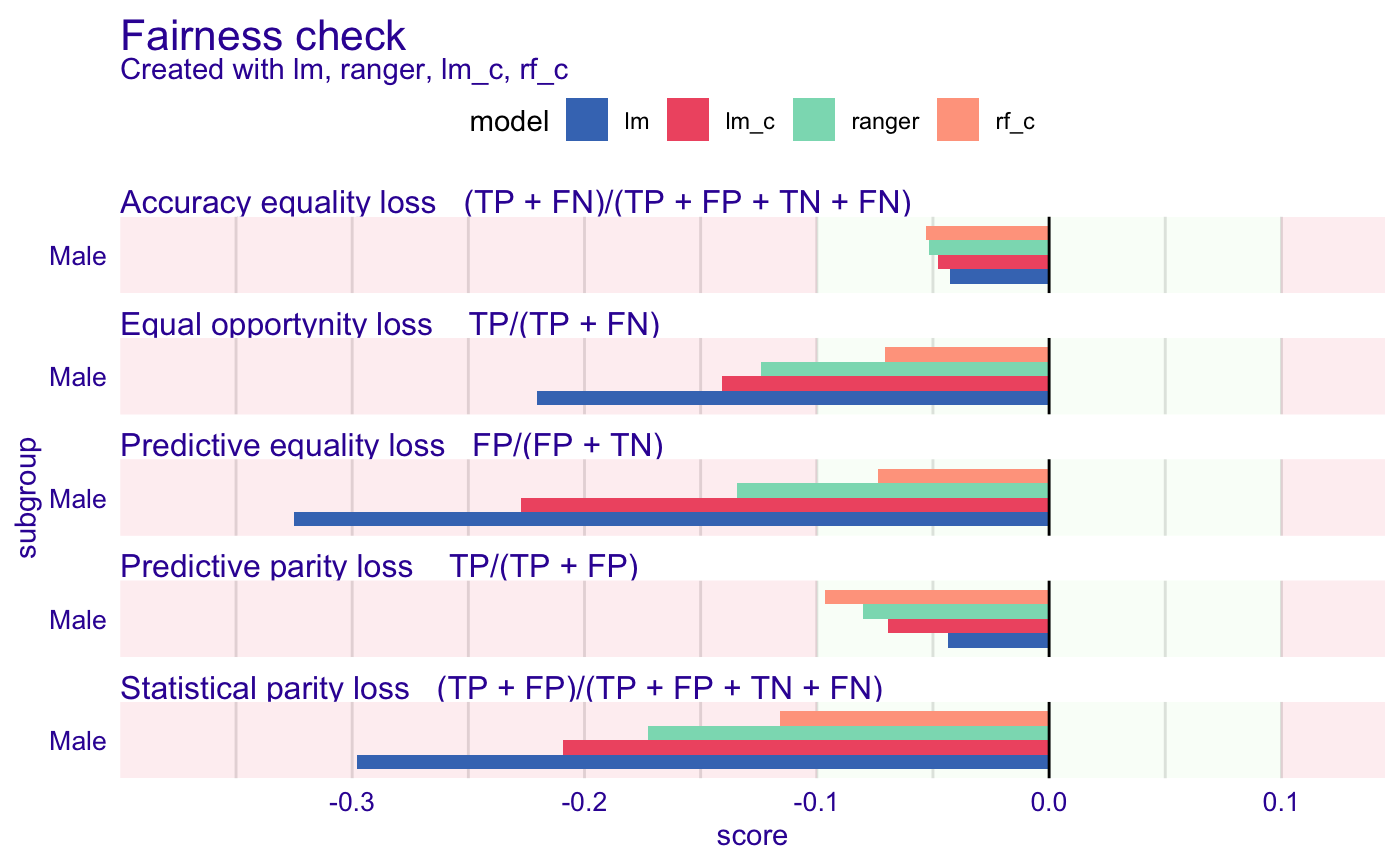 Fairness check
Created with lm, ranger, lm_c, rf_c
model lm lm_c ranger rf_c
Accuracy equality loss (TP + FN)/(TP + FP + TN + FN)
Male
Equal opportynity loss TP/(TP + FN)
Male
Predictive equality loss FP/(FP + TN)
Male
Predictive parity loss TP/(TP + FP)
Male
Statistical parity loss (TP + FP)/(TP + FP + TN + FN)
Male
subgroup
-0.3 -0.2 -0.1 0.0 0.1
score